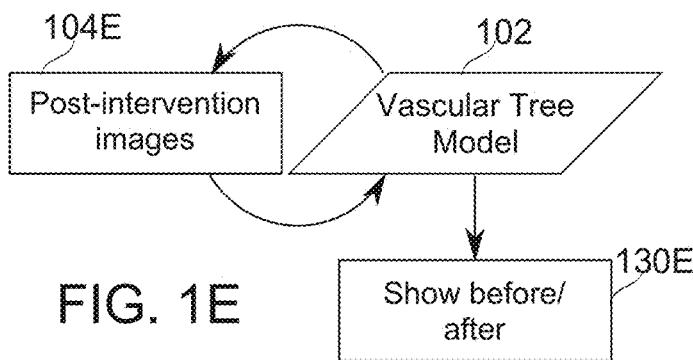 104E
102
Post-intervention
images
Vascular Tree
Model
130E
Show before/
after
FIG. 1E